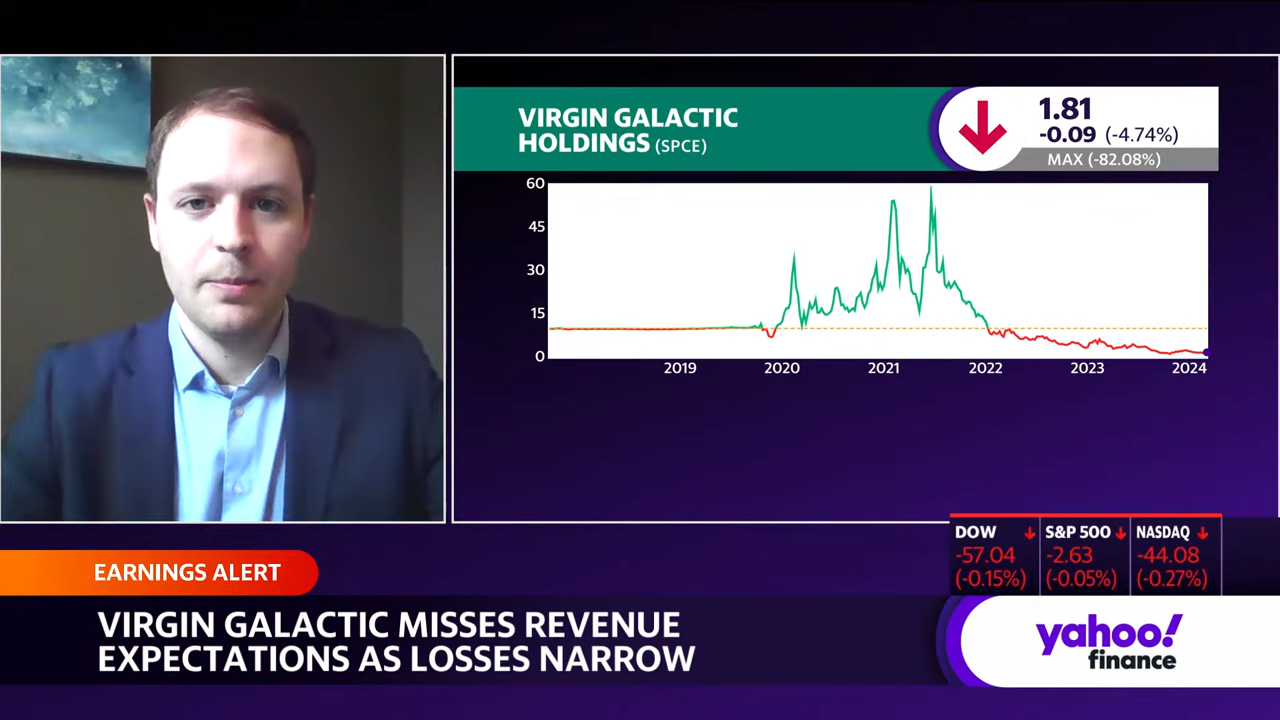 VIRGIN GALACTIC
HOLDINGS (SPCE)
1.81
-0.09 (-4.74%)
MAX (-82.08%)
60
45
30
15
0
2019 2020 2021 2022 2023 2024
DOW S&P 500 NASDAQ
-57.04 -2.63 -44.08
(-0.15%) (-0.05%) (-0.27%)
EARNINGS ALERT
VIRGIN GALACTIC MISSES REVENUE
EXPECTATIONS AS LOSSES NARROW
yahoo!
finance